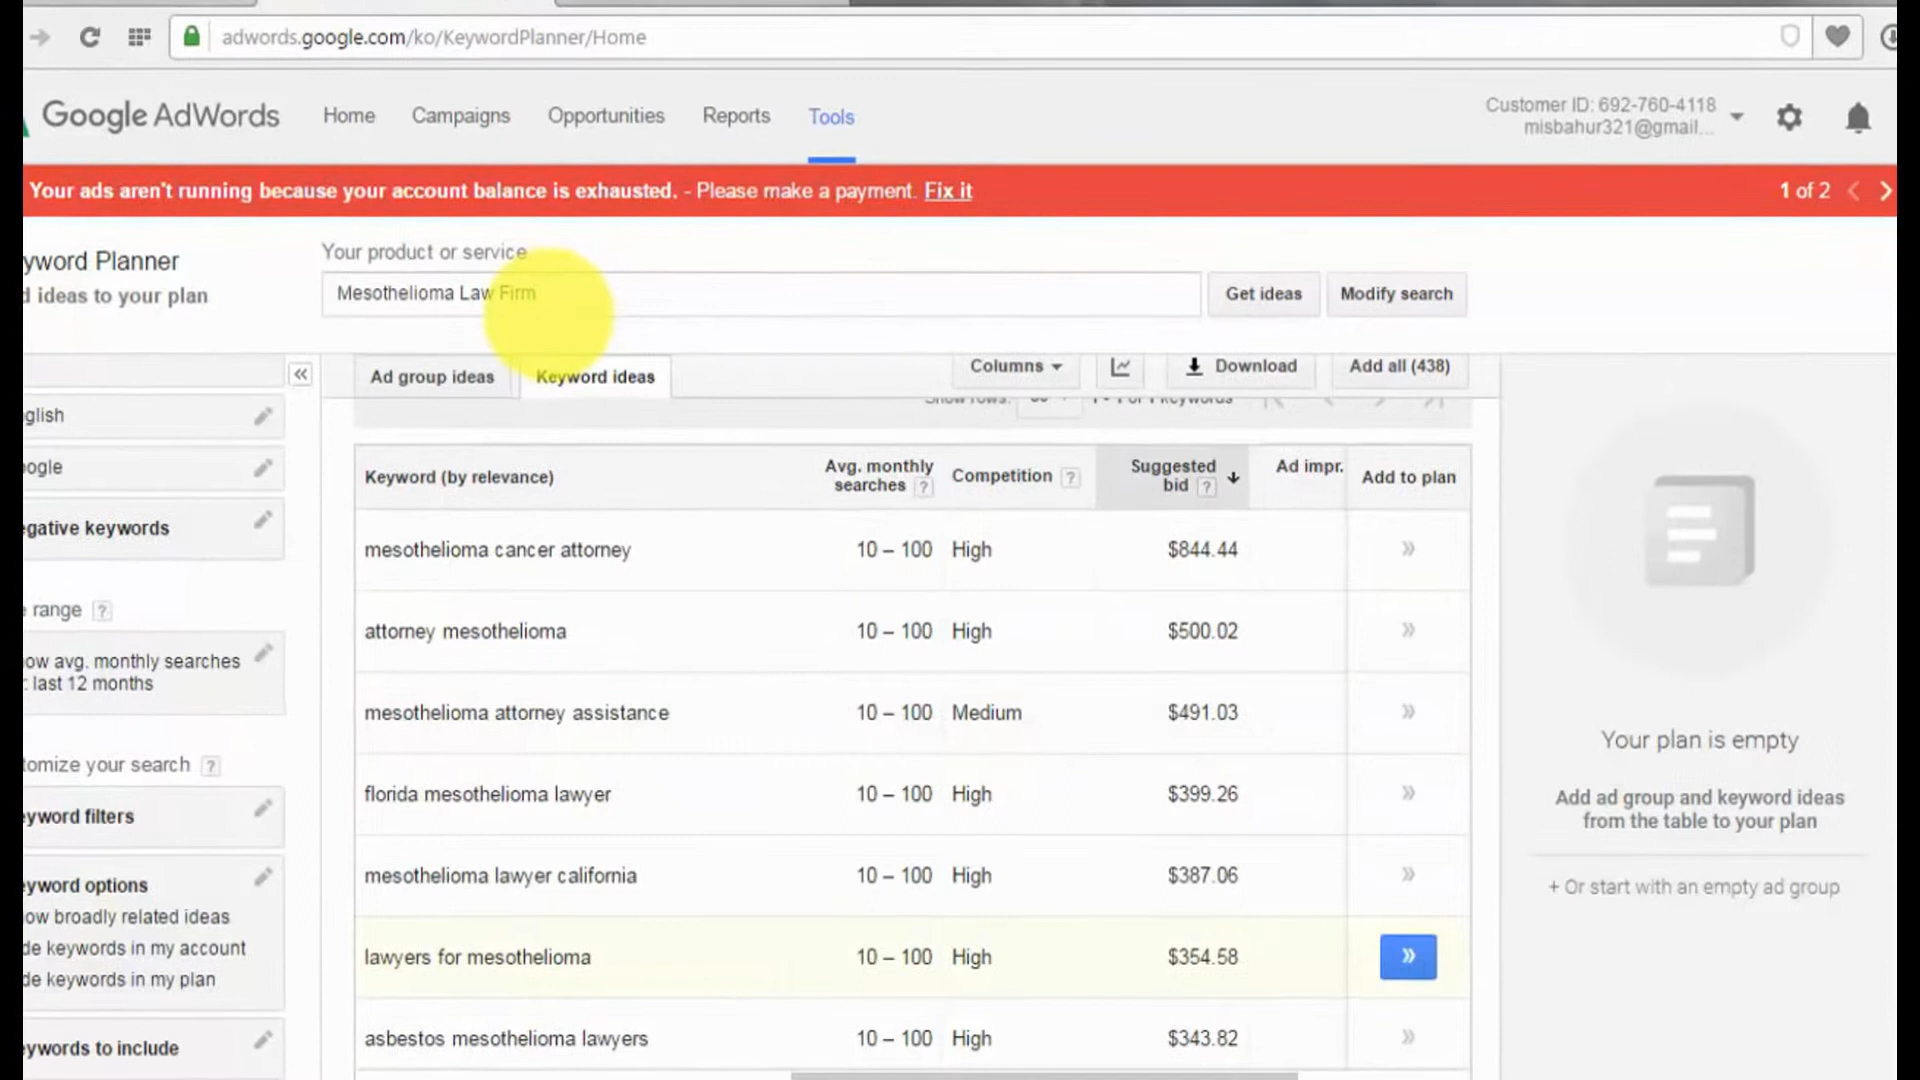 adwords.google.com/ko/KeywordPlanner/Home
Google AdWords
Home
Campaigns
Opportunities
Reports
Tools
Customer ID: 692-760-4118
misbahur321@gmail...
Your ads aren't running because your account balance is exhausted. - Please make a payment. Fix it
1 of 2
yword Planner
d ideas to your plan
Your product or service
Mesothelioma Law Firm
Get ideas
Modify search
glish
ogle
egative keywords
e range ?
ow avg. monthly searches
: last 12 months
tomize your search ?
eyword filters
eyword options
ow broadly related ideas
de keywords in my account
de keywords in my plan
eywords to include
Ad group ideas
Keyword ideas
Columns
Download
Add all (438)
Keyword (by relevance)
Avg. monthly
searches ?
Competition ?
Suggested
bid ?
Ad impr.
Add to plan
mesothelioma cancer attorney 10 – 100 High $844.44 »
attorney mesothelioma 10 – 100 High $500.02 »
mesothelioma attorney assistance 10 – 100 Medium $491.03 »
florida mesothelioma lawyer 10 – 100 High $399.26 »
mesothelioma lawyer california 10 – 100 High $387.06 »
lawyers for mesothelioma 10 – 100 High $354.58 »
asbestos mesothelioma lawyers 10 – 100 High $343.82 »
Your plan is empty
Add ad group and keyword ideas
from the table to your plan
+ Or start with an empty ad group